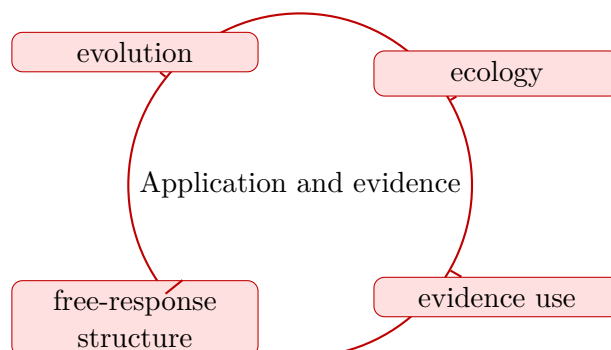 evolution
ecology
Application and evidence
free-response
structure
evidence use